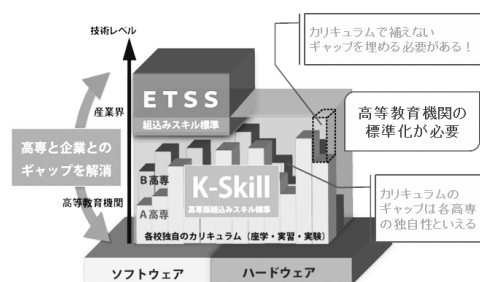 技術レベル
カリキュラムで補えない
ギャップを埋める必要がある！
ETSS
組込みスキル標準
産業界
高等教育機関の
標準化が必要
高専と企業との
ギャップを解消
B高専
K-Skill
高専版組込みスキル標準
高等教育機関
A高専
カリキュラムの
ギャップは各高専
の独自性といえる
各校独自のカリキュラム（座学・実習・実験）
ソフトウェア
ハードウェア